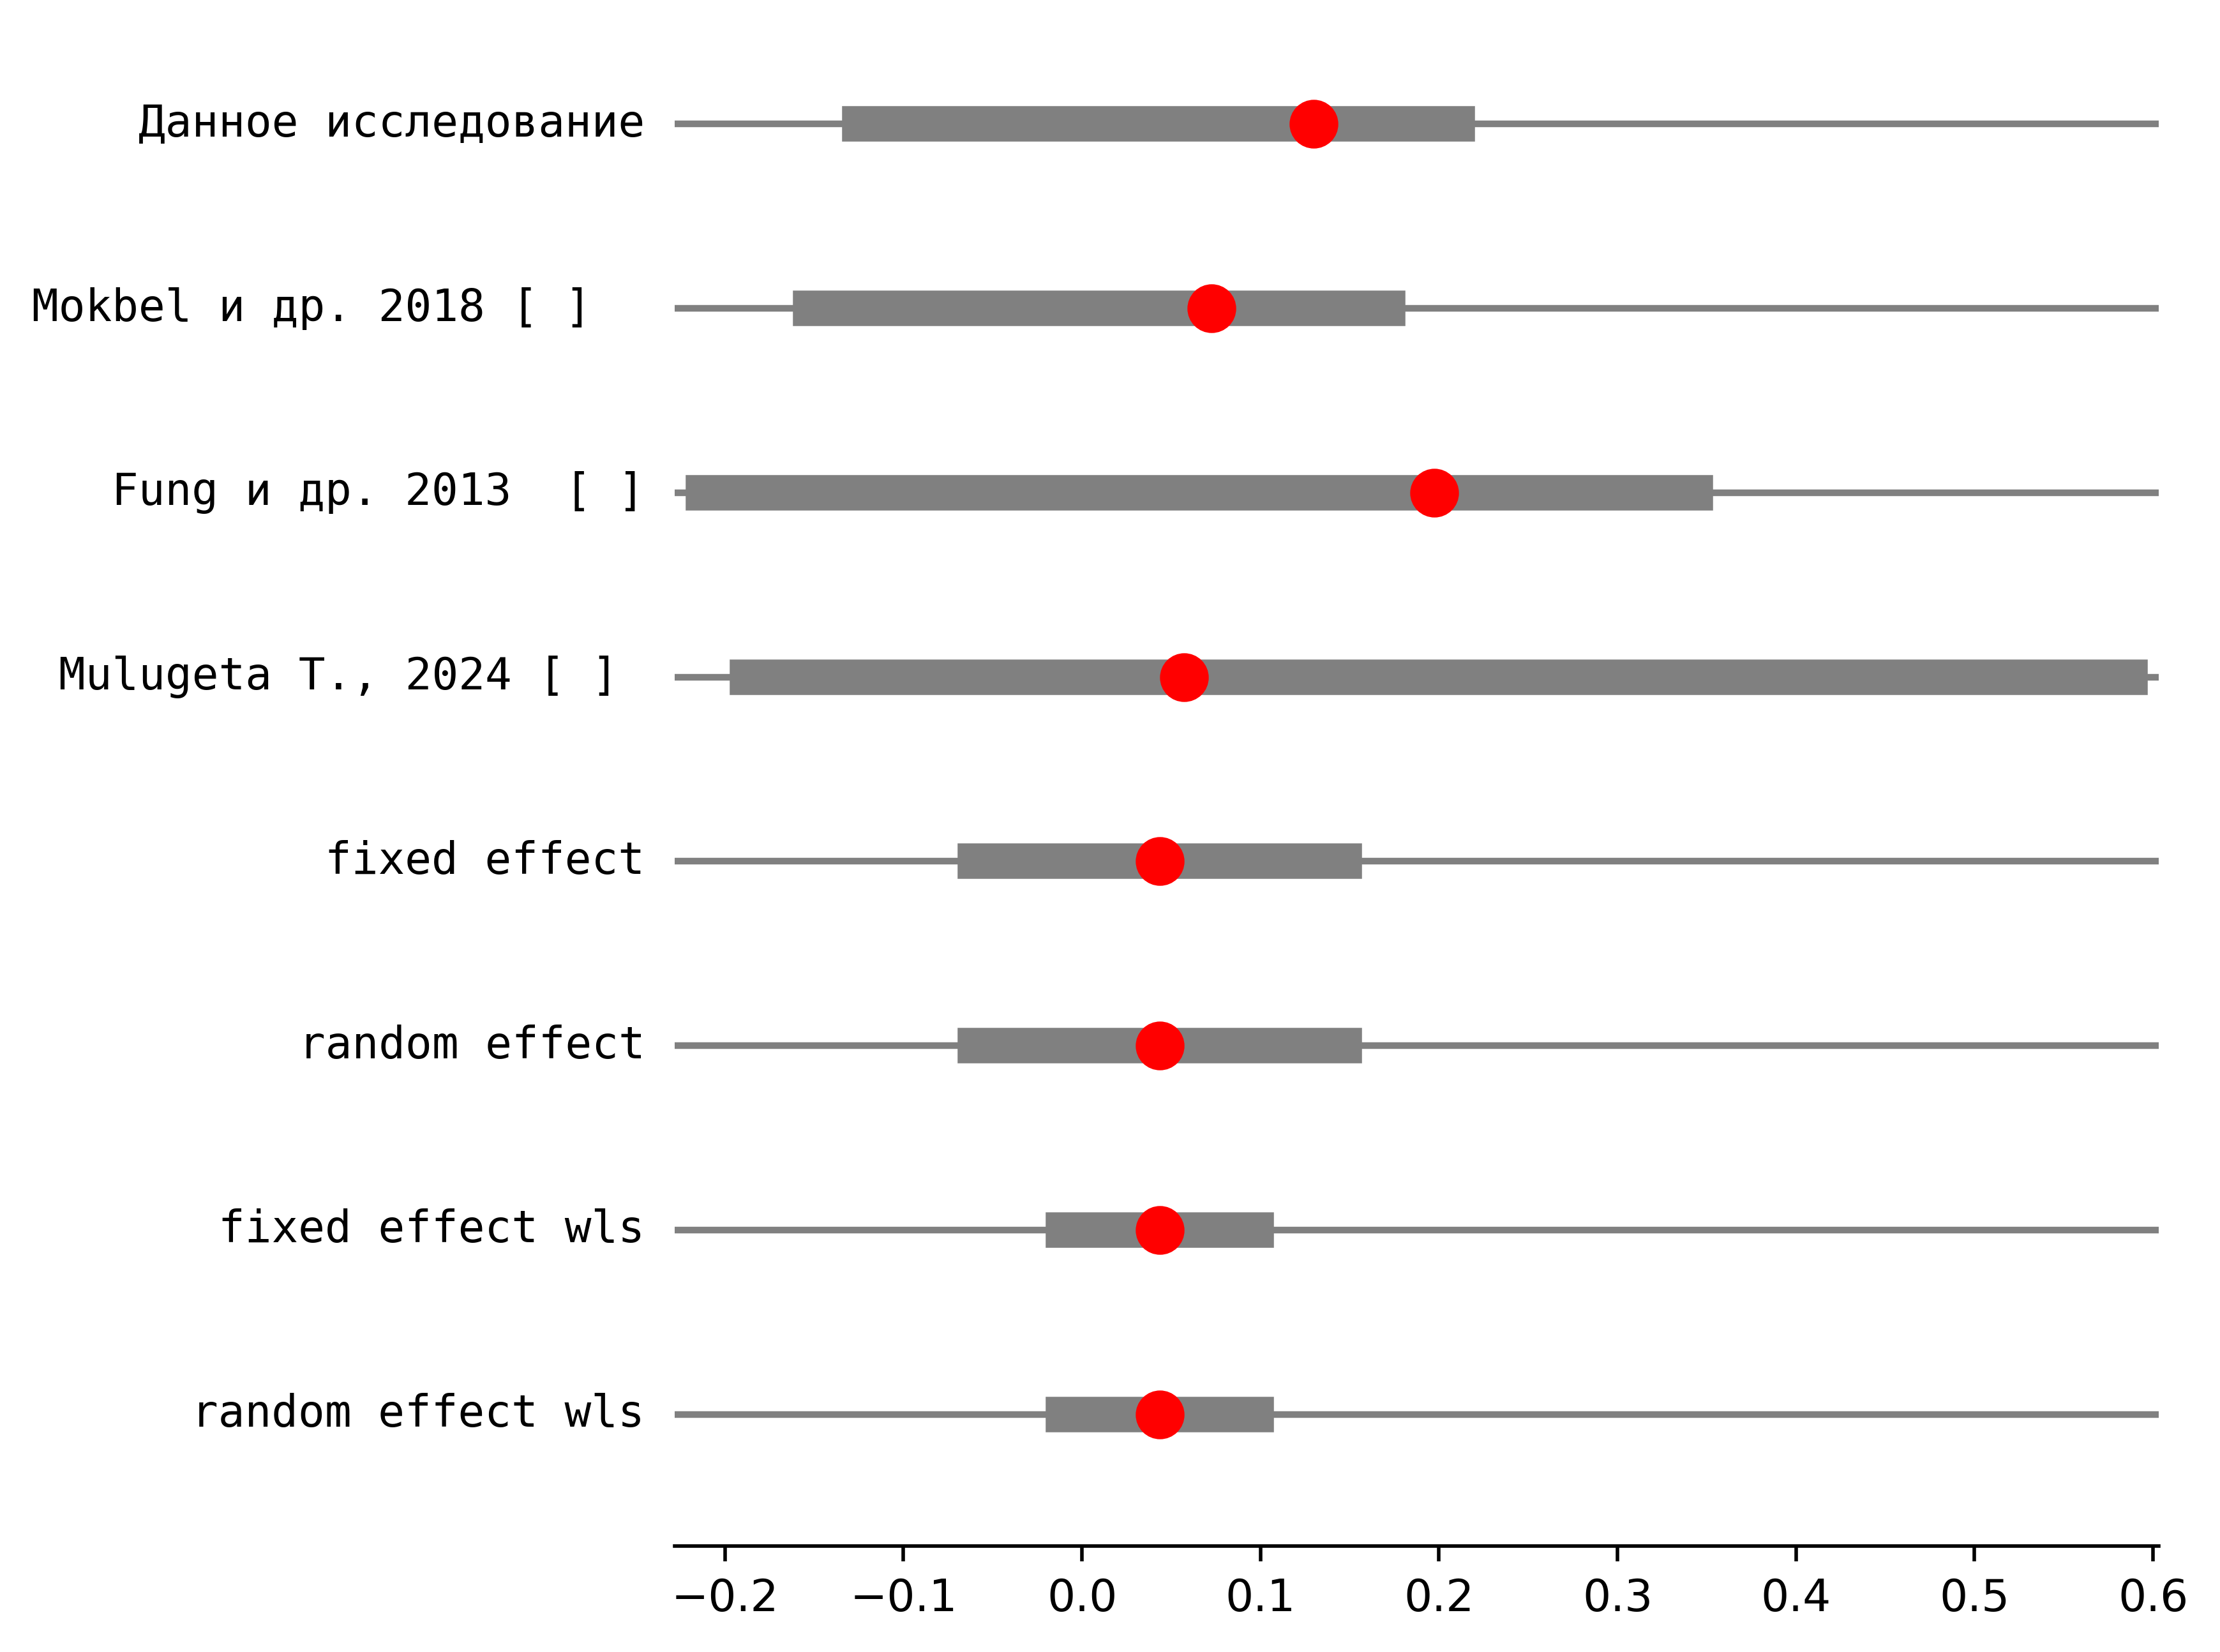 Данное исследование
Mokbel и др. 2018 [ ]
Fung и др. 2013  [ ]
Mulugeta T., 2024 [ ]
fixed effect
random effect
fixed effect wls
random effect wls
−0.2 −0.1 0.0 0.1 0.2 0.3 0.4 0.5 0.6